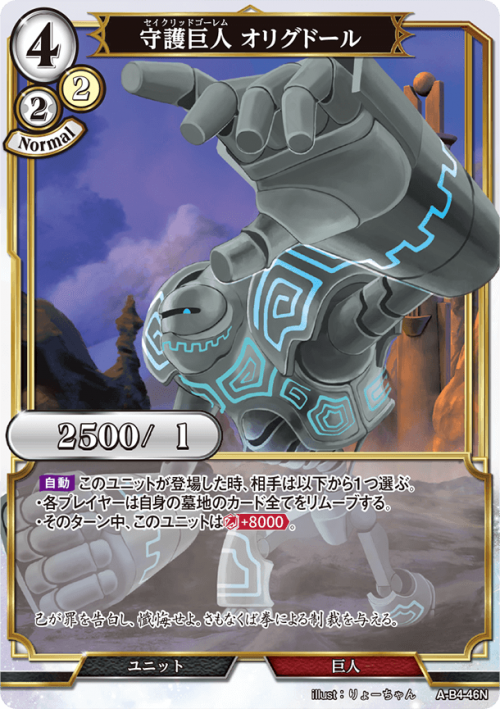 4
セイクリッドゴーレム
守護巨人 オリグドール
2
2
Normal
2500/ 1
自動 このユニットが登場した時、相手は以下から1つ選ぶ。
・各プレイヤーは自身の墓地のカード全てをリムーブする。
・そのターン中、このユニットは+8000。
己が罪を告白し、懺悔せよ。さもなくば拳による制裁を与える。
ユニット
巨人
illust：りょーちゃん
A-B4-46N